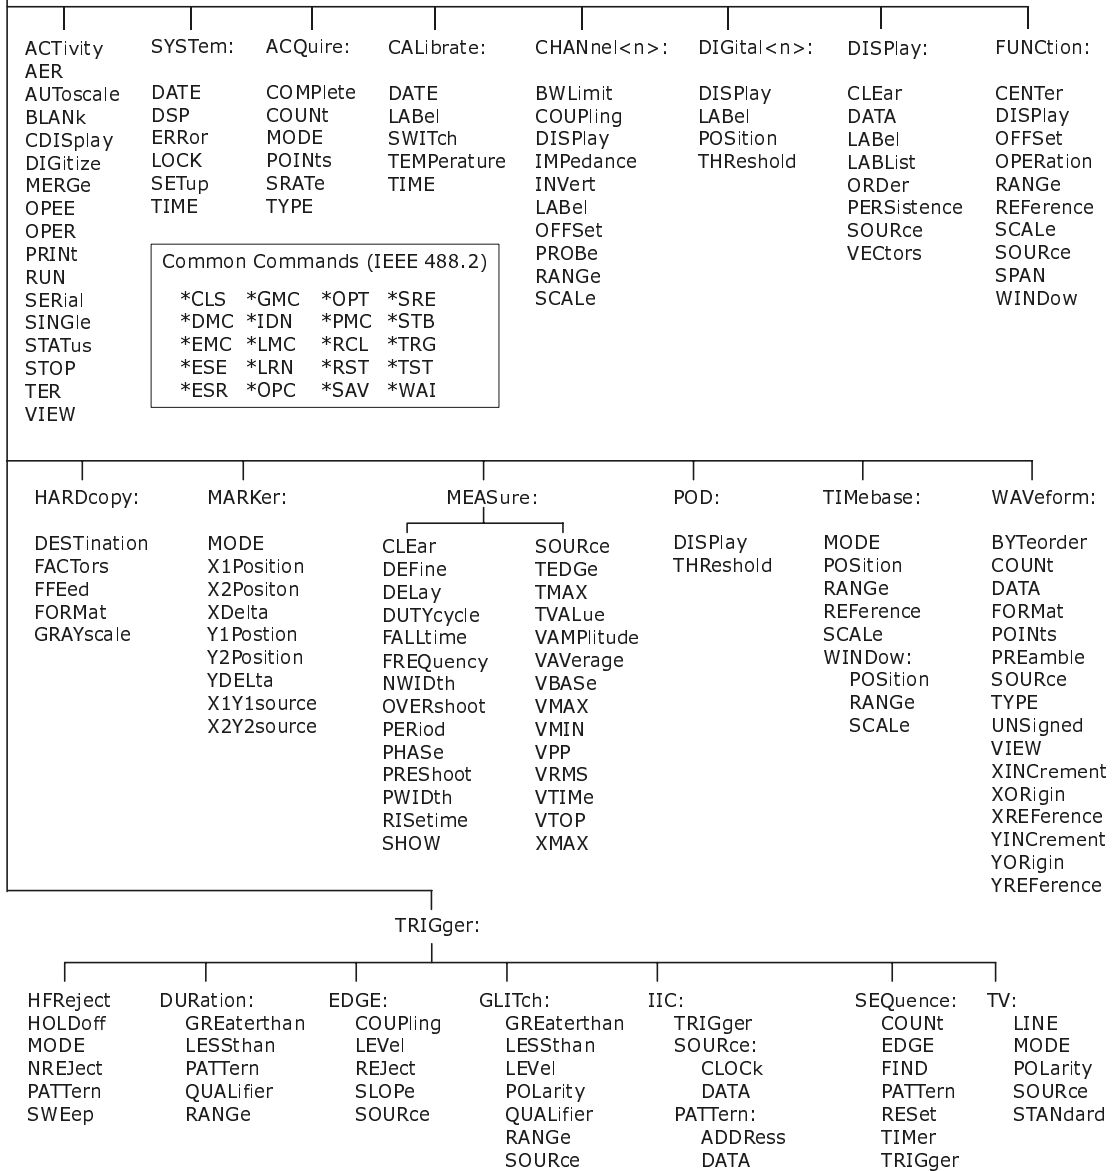 ACTivity
AER
AUToscale
BLANk
CDISplay
DIGitize
MERGe
OPEE
OPER
PRINt
RUN
SERial
SINGle
STATus
STOP
TER
VIEW
SYSTem:
DATE
DSP
ERRor
LOCK
SETup
TIME
ACQuire:
COMPlete
COUNt
MODE
POINts
SRATe
TYPE
CALibrate:
DATE
LABel
SWITch
TEMPerature
TIME
Common Commands (IEEE 488.2)
*CLS *GMC *OPT *SRE
*DMC *IDN *PMC *STB
*EMC *LMC *RCL *TRG
*ESE *LRN *RST *TST
*ESR *OPC *SAV *WAI
CHANnel<n>:
BWLimit
COUPling
DISPlay
IMPedance
INVert
LABel
OFFSet
PROBe
RANGe
SCALe
DIGital<n>:
DISPlay
LABel
POSition
THReshold
DISPlay:
CLEar
DATA
LABel
LABList
ORDer
PERSistence
SOURce
VECtors
FUNCtion:
CENTer
DISPlay
OFFSet
OPERation
RANGe
REFerence
SCALe
SOURce
SPAN
WINDow
HARDcopy:
DESTination
FACTors
FFEed
FORMat
GRAYscale
MARKer:
MODE
X1Position
X2Positon
XDelta
Y1Postion
Y2Position
YDELta
X1Y1source
X2Y2source
MEASure:
CLEar
DEFine
DELay
DUTYcycle
FALLtime
FREQuency
NWIDth
OVERshoot
PERiod
PHASe
PREShoot
PWIDth
RISetime
SHOW
SOURce
TEDGe
TMAX
TVALue
VAMPlitude
VAVerage
VBASe
VMAX
VMIN
VPP
VRMS
VTIMe
VTOP
XMAX
POD:
DISPlay
THReshold
TIMebase:
MODE
POSition
RANGe
REFerence
SCALe
WINDow:
POSition
RANGe
SCALe
WAVeform:
BYTeorder
COUNt
DATA
FORMat
POINts
PREamble
SOURce
TYPE
UNSigned
VIEW
XINCrement
XORigin
XREFerence
YINCrement
YORigin
YREFerence
TRIGger:
HFReject
HOLDoff
MODE
NREJect
PATTern
SWEep
DURation:
GREaterthan
LESSthan
PATTern
QUALifier
RANGe
EDGE:
COUPling
LEVel
REJect
SLOPe
SOURce
GLITch:
GREaterthan
LESSthan
LEVel
POLarity
QUALifier
RANGe
SOURce
IIC:
TRIGger
SOURce:
CLOCk
DATA
PATTern:
ADDRess
DATA
SEQuence:
COUNt
EDGE
FIND
PATTern
RESet
TIMer
TRIGger
TV:
LINE
MODE
POLarity
SOURce
STANdard